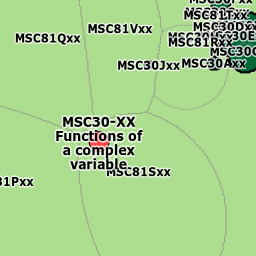 MSC81Txx
MSC30Dxx
MSC81Rxx
MSC81Vxx
MSC81Qxx
MSC30Jxx
MSC30Axx
MSC30-XX
Functions of
a complex
variable
MSC81Sxx
81Pxx